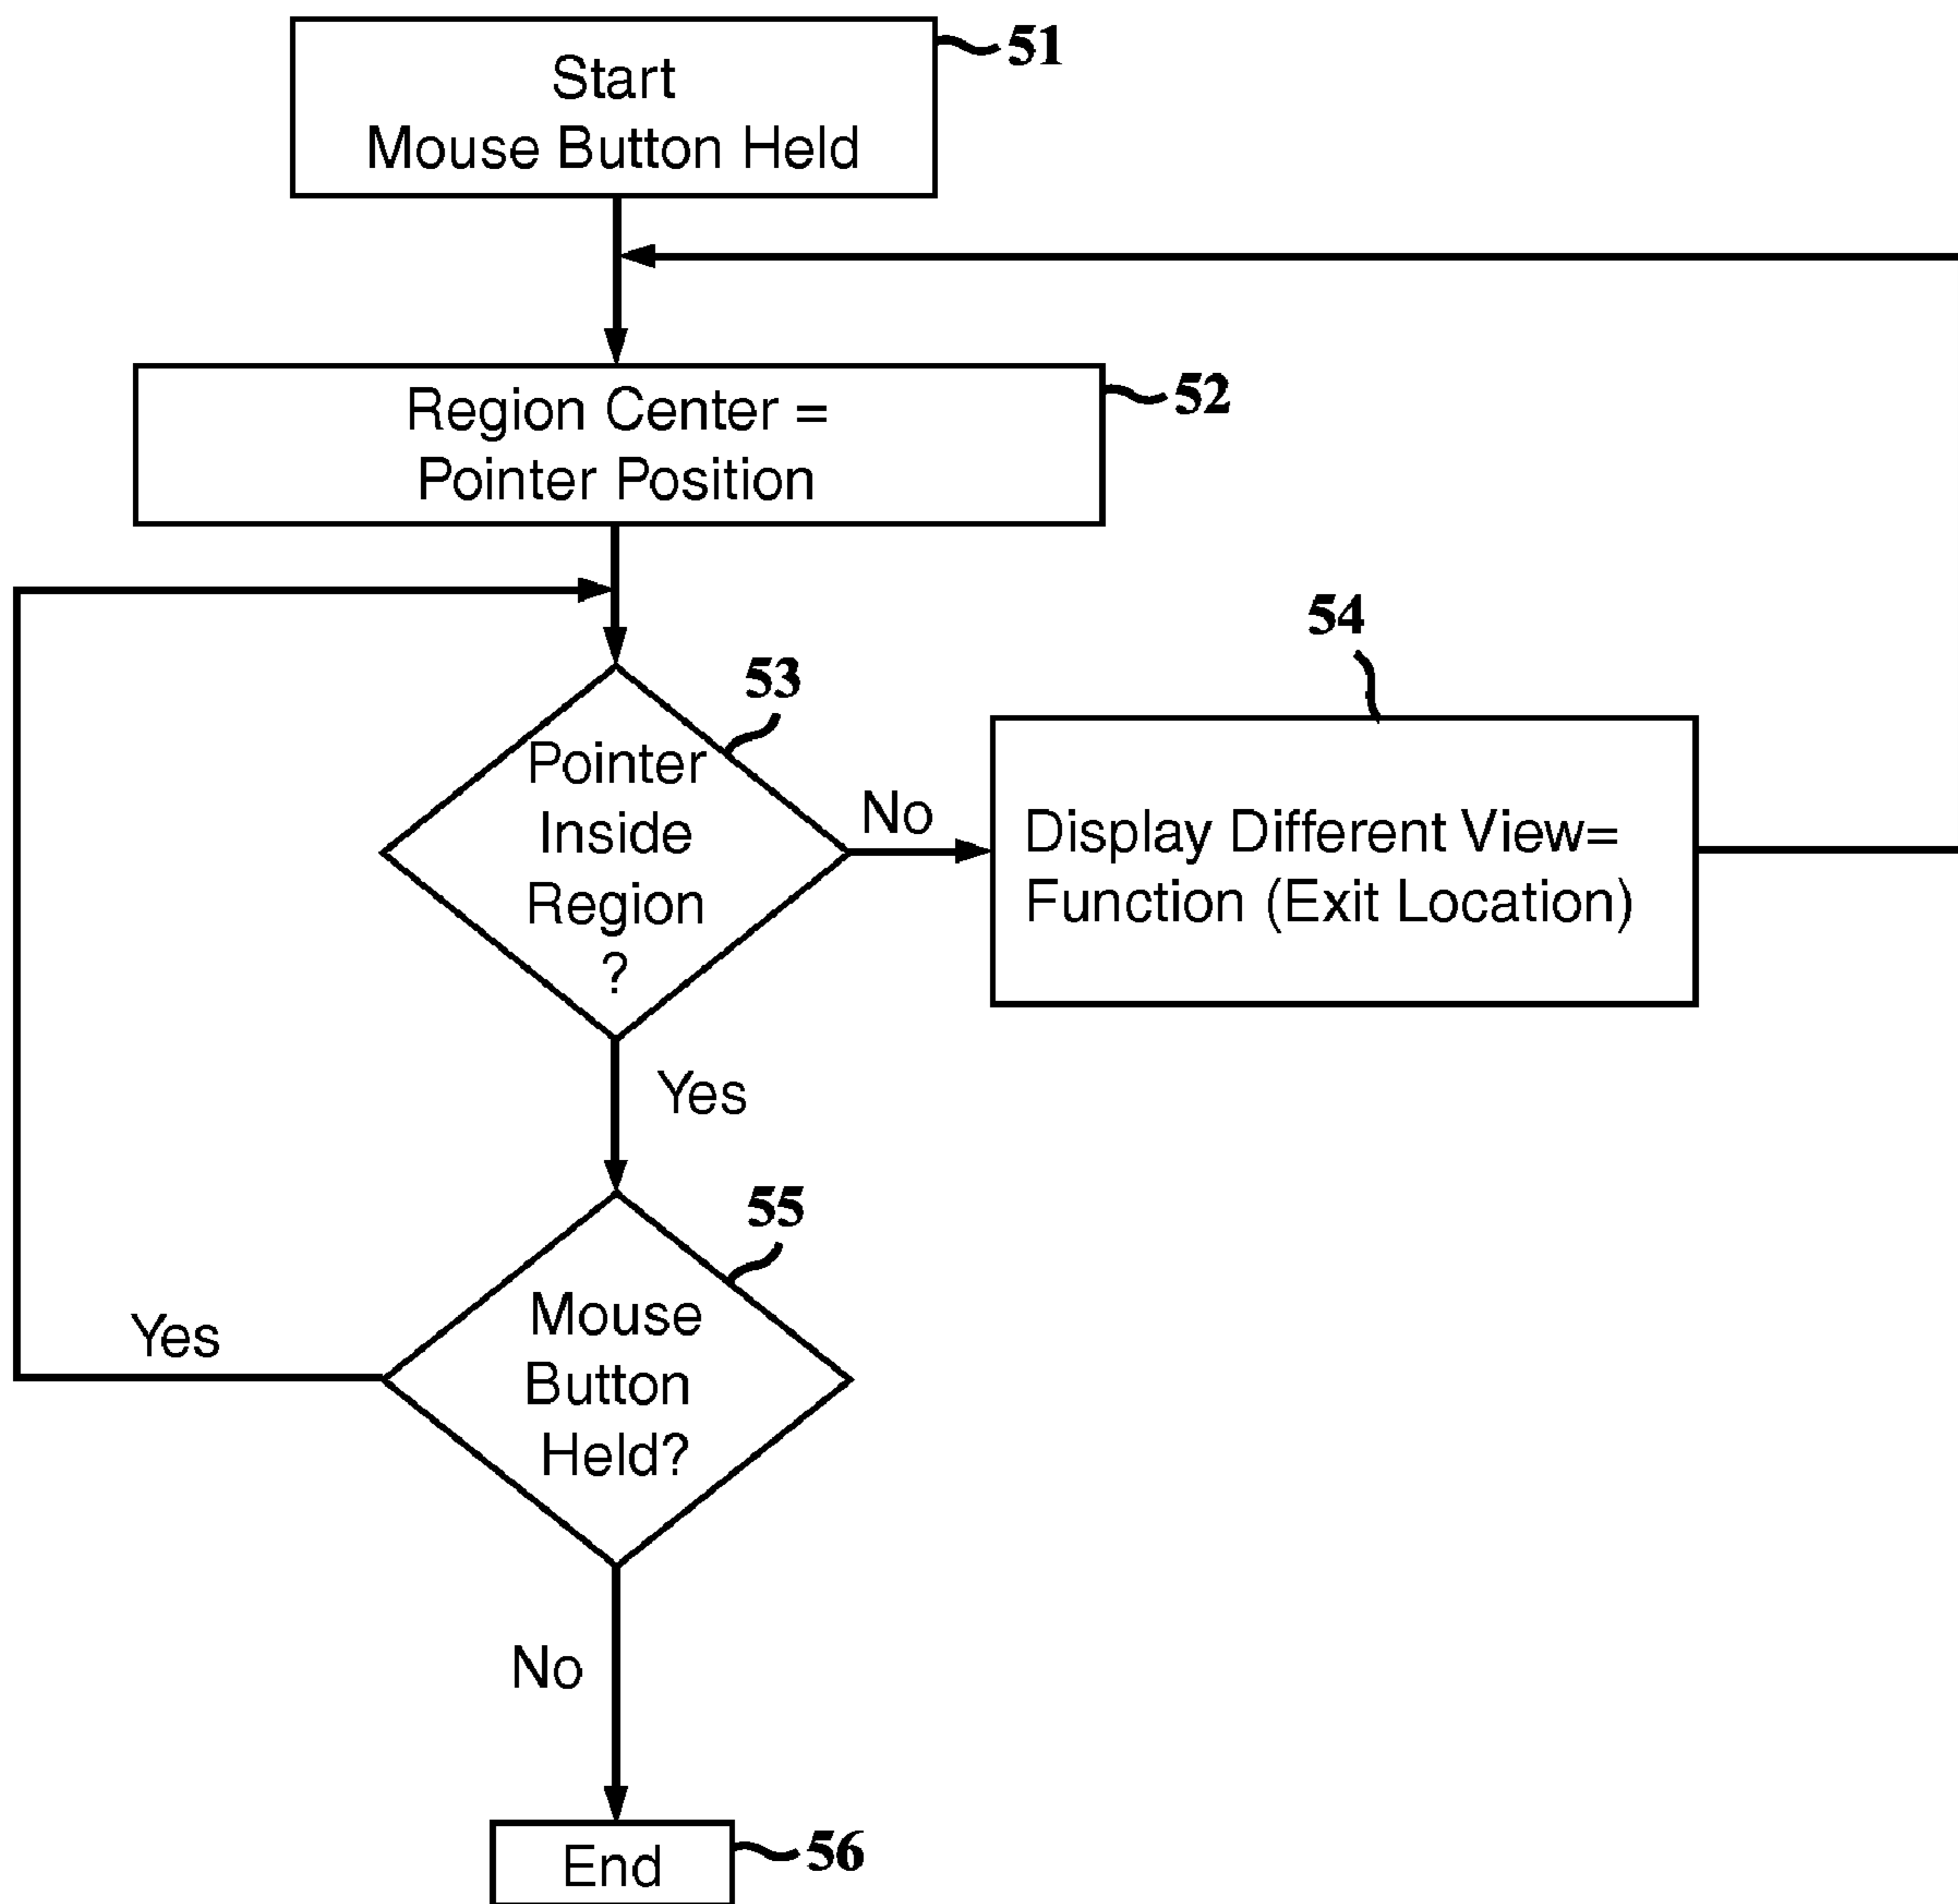 51
Start
Mouse Button Held
52
Region Center =
Pointer Position
53
Pointer
Inside
Region
?
No
54
Display Different View=
Function (Exit Location)
Yes
55
Mouse
Button
Held?
Yes
No
End
56